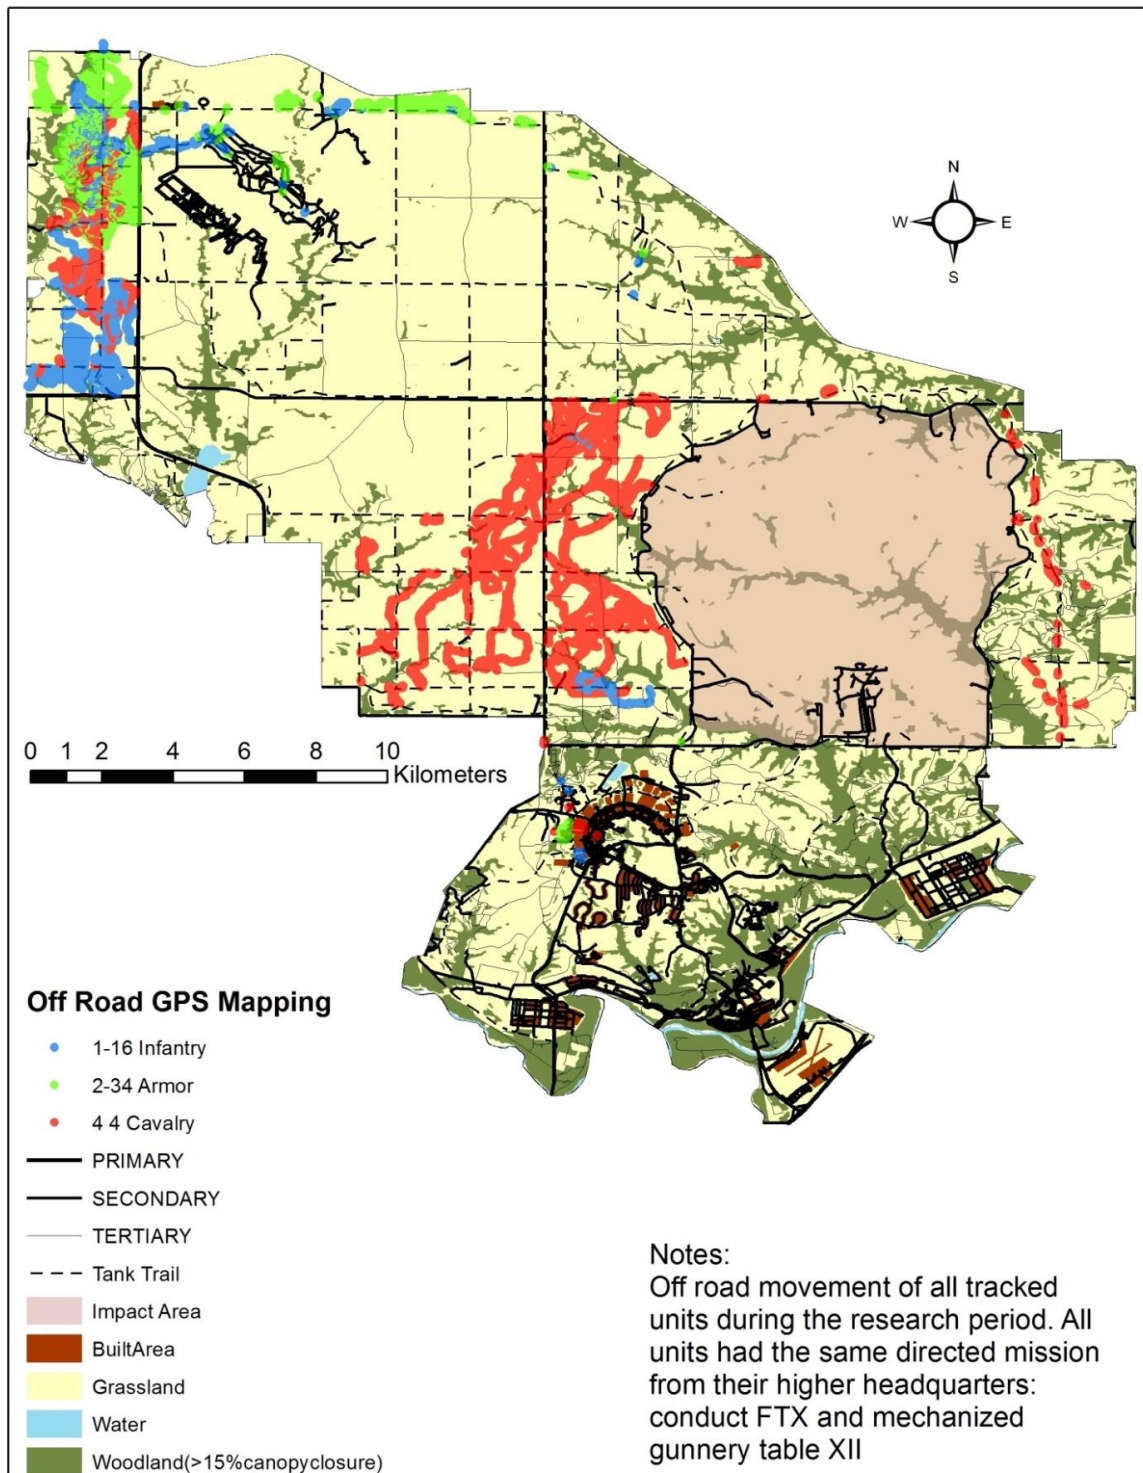 N
W E
S
0 1 2 4 6 8 10
Kilometers
Off Road GPS Mapping
1-16 Infantry
2-34 Armor
4 4 Cavalry
PRIMARY
SECONDARY
TERTIARY
Tank Trail
Impact Area
BuiltArea
Grassland
Water
Woodland(>15%canopyclosure)
Notes:
Off road movement of all tracked
units during the research period. All
units had the same directed mission
from their higher headquarters:
conduct FTX and mechanized
gunnery table XII